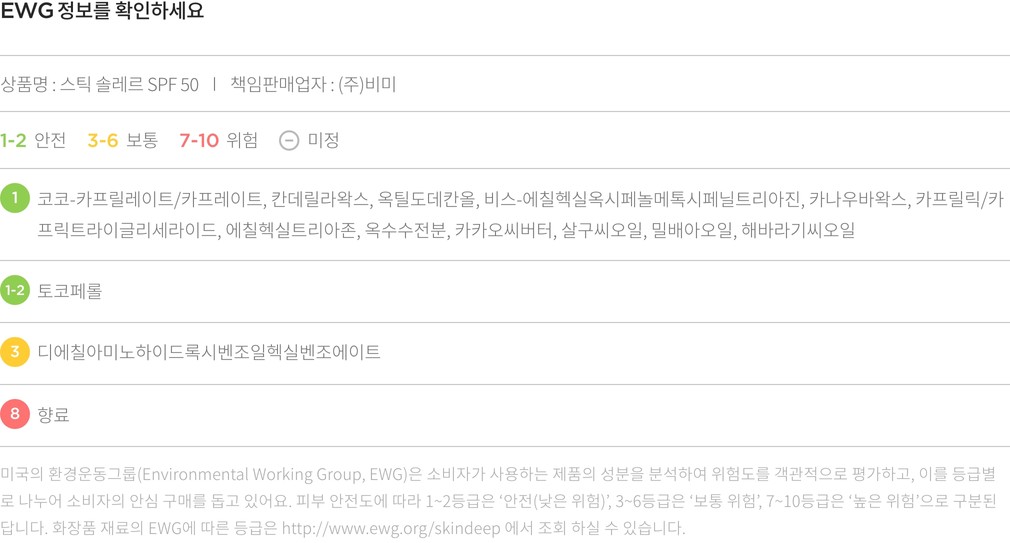 EWG 정보를 확인하세요
상품명 : 스틱 솔레르 SPF 50 ㅣ 책임판매업자 : (주)비미
1-2 안전 3-6 보통 7-10 위험 미정
1 코코-카프릴레이트/카프레이트, 칸데릴라왁스, 옥틸도데칸올, 비스-에칠헥실옥시페놀메톡시페닐트리아진, 카나우바왁스, 카프릴릭/카
프릭트라이글리세라이드, 에칠헥실트리아존, 옥수수전분, 카카오씨버터, 살구씨오일, 밀배아오일, 해바라기씨오일
1-2 토코페롤
3 디에칠아미노하이드록시벤조일헥실벤조에이트
8 향료
미국의 환경운동그룹(Environmental Working Group, EWG)은 소비자가 사용하는 제품의 성분을 분석하여 위험도를 객관적으로 평가하고, 이를 등급별
로 나누어 소비자의 안심 구매를 돕고 있어요. 피부 안전도에 따라 1~2등급은 ‘안전(낮은 위험)’, 3~6등급은 ‘보통 위험’, 7~10등급은 ‘높은 위험’으로 구분된
답니다. 화장품 재료의 EWG에 따른 등급은 http://www.ewg.org/skindeep 에서 조회 하실 수 있습니다.